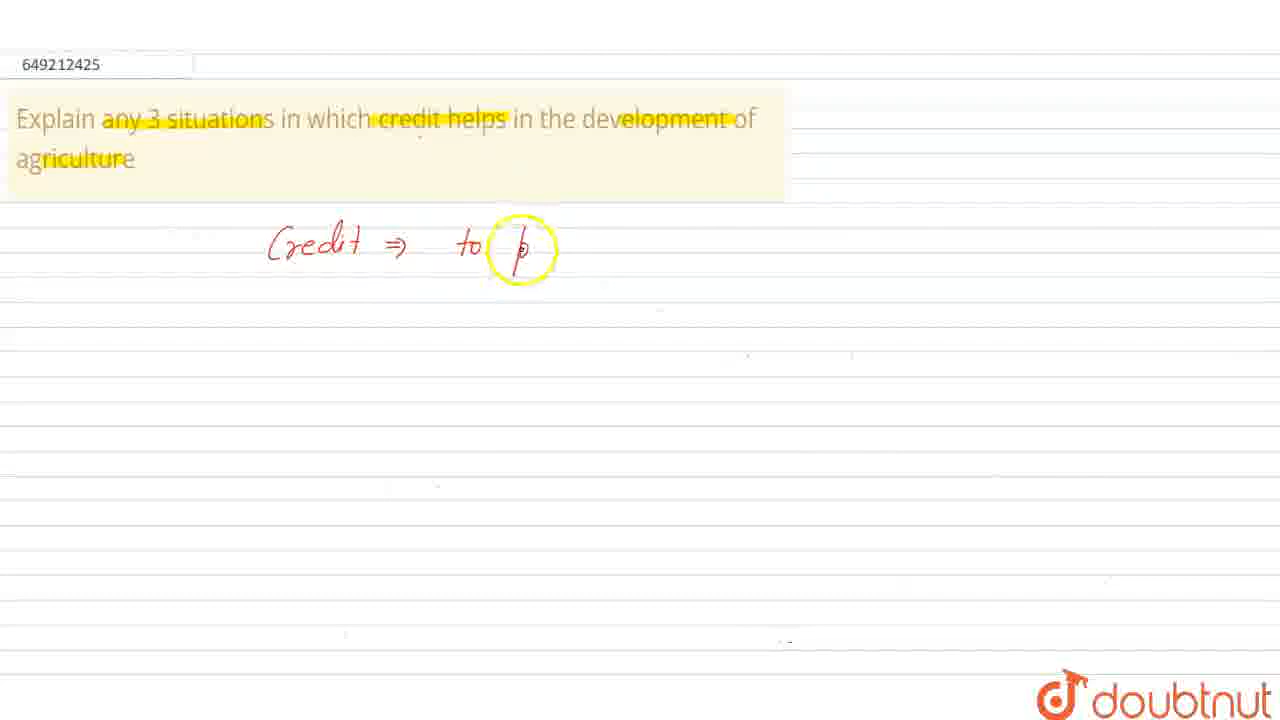 649212425
Explain any 3 situations in which credit helps in the development of
agriculture
Credit ⇒ to p
doubtnut